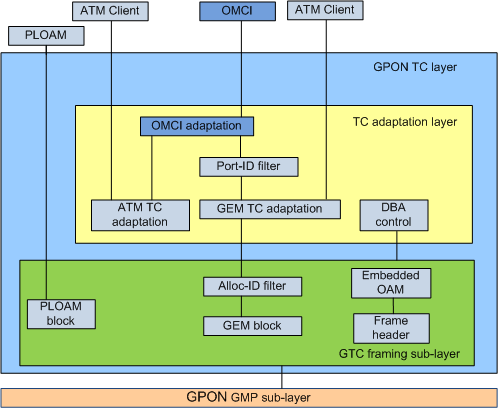 ATM Client
OMCI
ATM Client
PLOAM
GPON TC layer
TC adaptation layer
OMCI adaptation
Port-ID filter
ATM TC
adaptation
GEM TC adaptation
DBA
control
Alloc-ID filter
Embedded
OAM
PLOAM
block
GEM block
Frame
header
GTC framing sub-layer
GPON GMP sub-layer